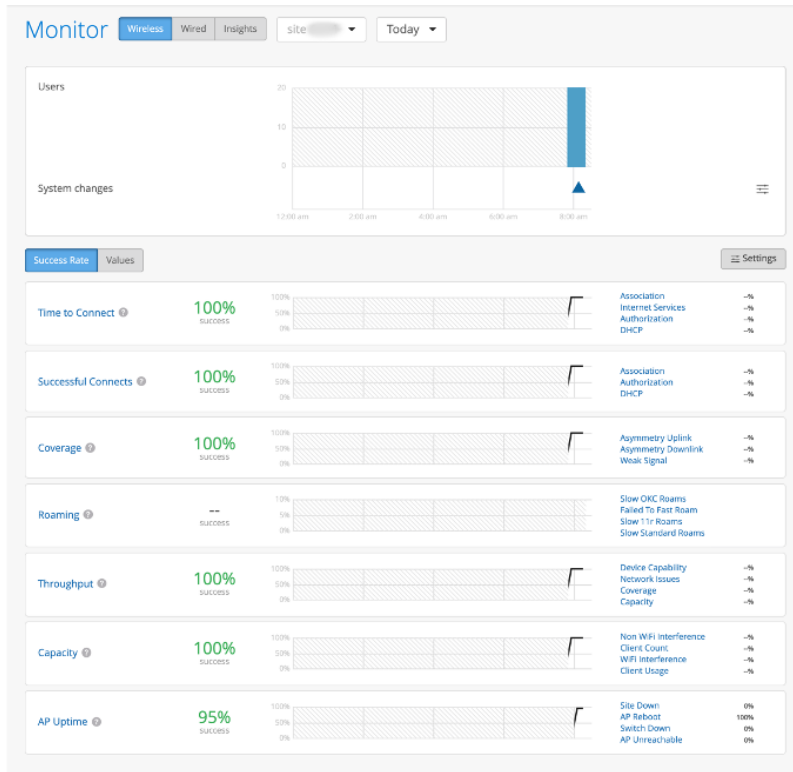 Monitor Wireless Wired Insights site Today
Users
20
10
0
System changes
12:00 am 2:00 am 4:00 am 6:00 am 8:00 am
Success Rate Values Settings
Time to Connect ?
100%
success
100%
50%
0%
Association --%
Internet Services --%
Authorization --%
DHCP --%
Successful Connects ?
100%
success
100%
50%
0%
Association --%
Authorization --%
DHCP --%
Coverage ?
100%
success
100%
50%
0%
Asymmetry Uplink --%
Asymmetry Downlink --%
Weak Signal --%
Roaming ?
--
success
10%
5%
0%
Slow OKC Roams
Failed To Fast Roam
Slow 11r Roams
Slow Standard Roams
Throughput ?
100%
success
100%
50%
0%
Device Capability --%
Network Issues --%
Coverage --%
Capacity --%
Capacity ?
100%
success
100%
50%
0%
Non WiFi Interference --%
Client Count --%
WiFi Interference --%
Client Usage --%
AP Uptime ?
95%
success
100%
50%
0%
Site Down 0%
AP Reboot 100%
Switch Down 0%
AP Unreachable 0%